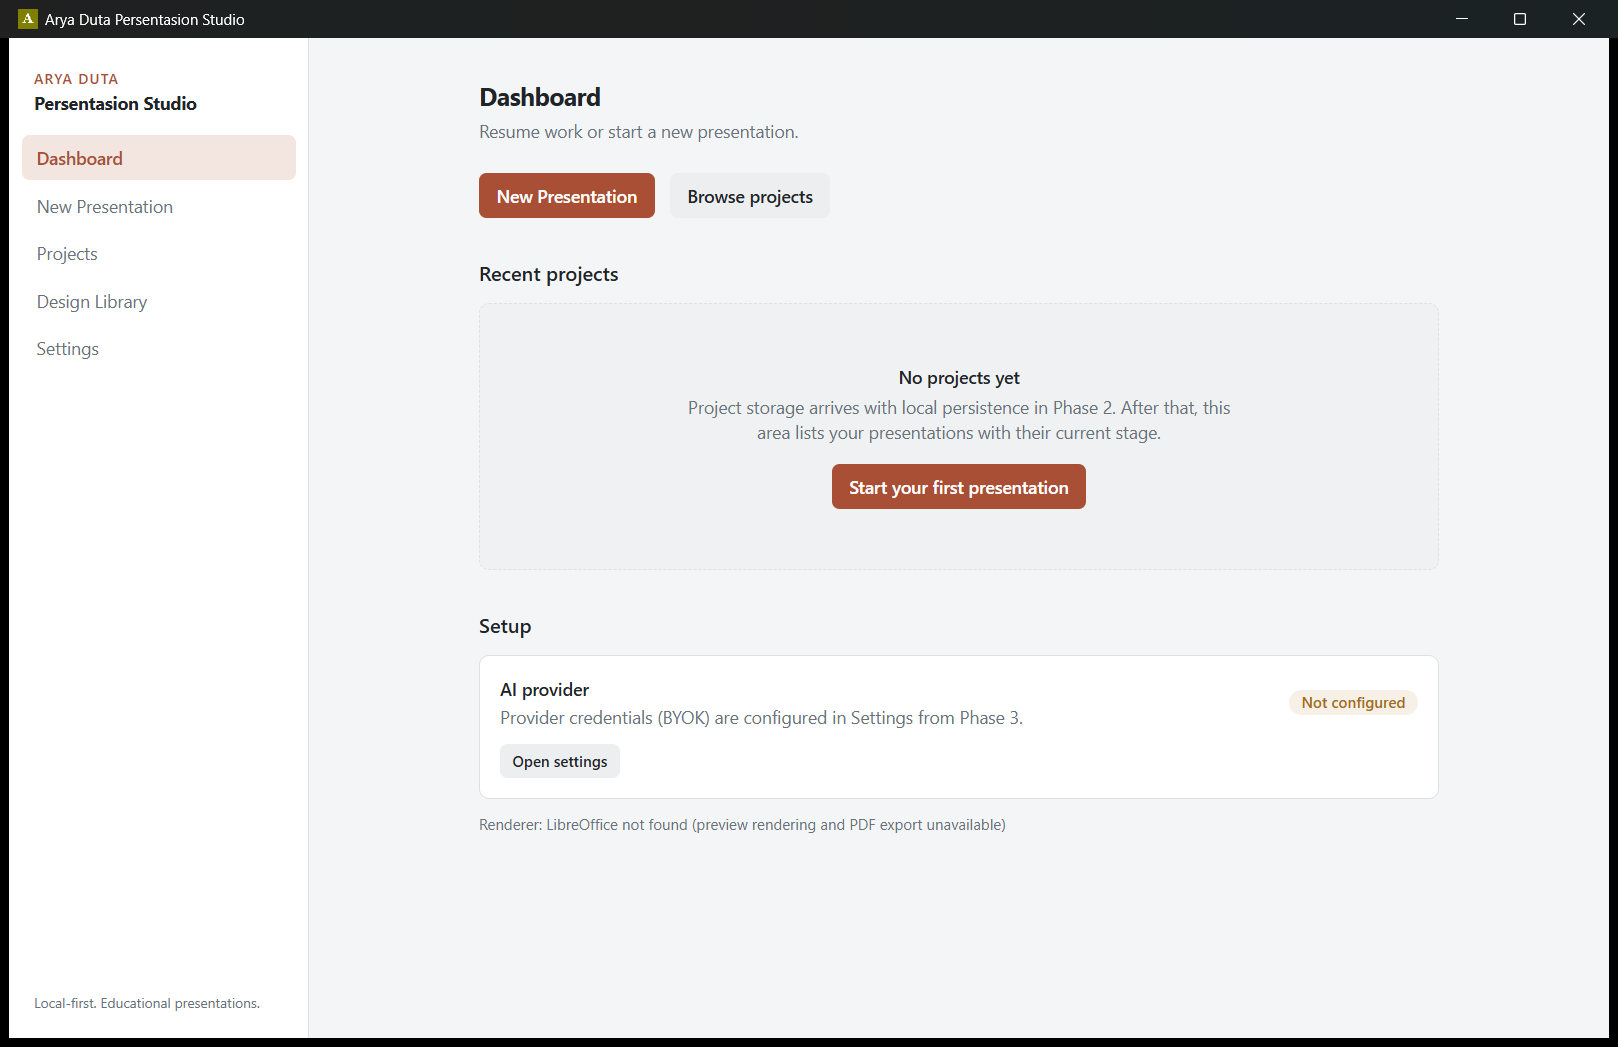 A Arya Duta Persentasion Studio
ARYA DUTA
Persentasion Studio
Dashboard
New Presentation
Projects
Design Library
Settings
Local-first. Educational presentations.
Dashboard
Resume work or start a new presentation.
New Presentation
Browse projects
Recent projects
No projects yet
Project storage arrives with local persistence in Phase 2. After that, this
area lists your presentations with their current stage.
Start your first presentation
Setup
AI provider
Provider credentials (BYOK) are configured in Settings from Phase 3.
Not configured
Open settings
Renderer: LibreOffice not found (preview rendering and PDF export unavailable)